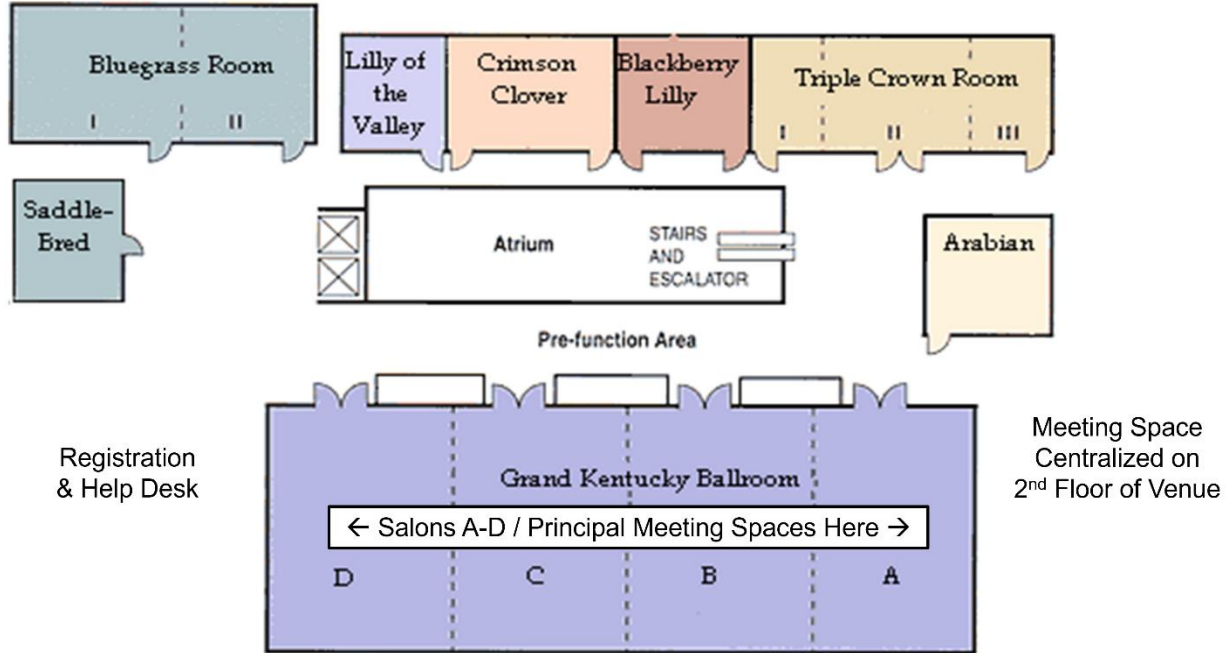 Bluegrass Room
I II
Lilly of
the
Valley
Crimson
Clover
Blackberry
Lilly
Triple Crown Room
I II III
Saddle-
Bred
Atrium
STAIRS
AND
ESCALATOR
Arabian
Pre-function Area
Registration
& Help Desk
Meeting Space
Centralized on
2nd Floor of Venue
Grand Kentucky Ballroom
← Salons A-D / Principal Meeting Spaces Here →
D C B A